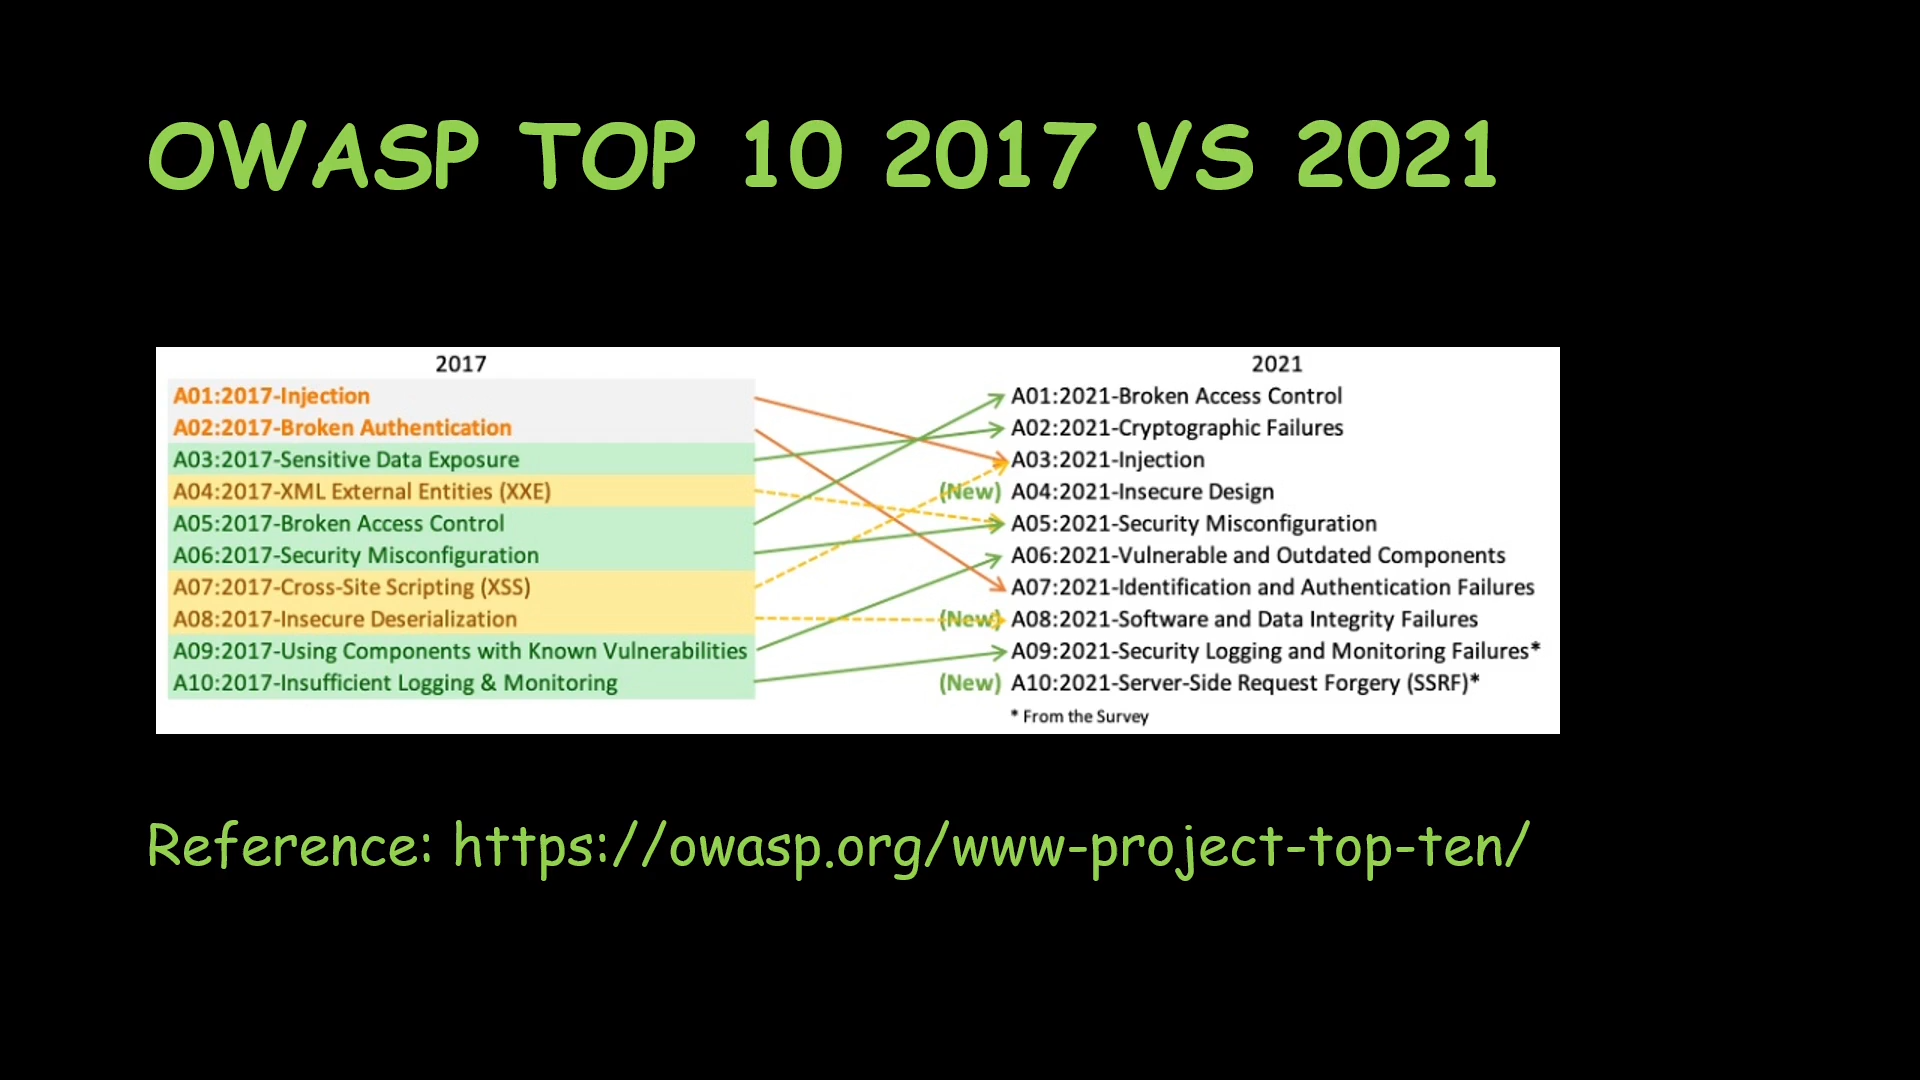 OWASP TOP 10 2017 VS 2021
2017
A01:2017-Injection
A02:2017-Broken Authentication
A03:2017-Sensitive Data Exposure
A04:2017-XML External Entities (XXE)
A05:2017-Broken Access Control
A06:2017-Security Misconfiguration
A07:2017-Cross-Site Scripting (XSS)
A08:2017-Insecure Deserialization
A09:2017-Using Components with Known Vulnerabilities
A10:2017-Insufficient Logging & Monitoring
2021
A01:2021-Broken Access Control
A02:2021-Cryptographic Failures
A03:2021-Injection
(New) A04:2021-Insecure Design
A05:2021-Security Misconfiguration
A06:2021-Vulnerable and Outdated Components
A07:2021-Identification and Authentication Failures
(New) A08:2021-Software and Data Integrity Failures
A09:2021-Security Logging and Monitoring Failures*
(New) A10:2021-Server-Side Request Forgery (SSRF)*
* From the Survey
Reference: https://owasp.org/www-project-top-ten/